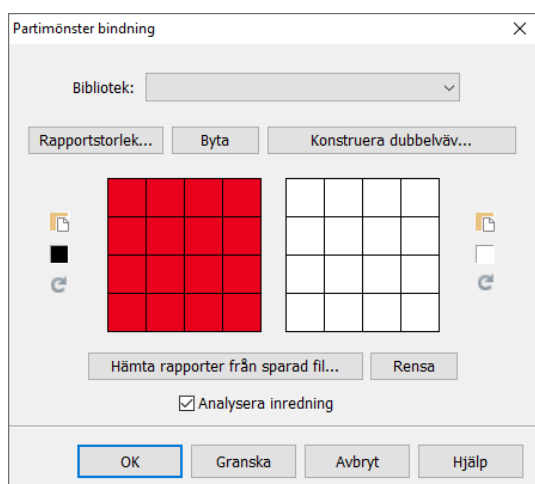 Partimönster bindning
Bibliotek:
Rapportstorlek... Byta Konstruera dubbelväv...
Hämta rapporter från sparad fil... Rensa
Analysera inredning
OK Granska Avbryt Hjälp